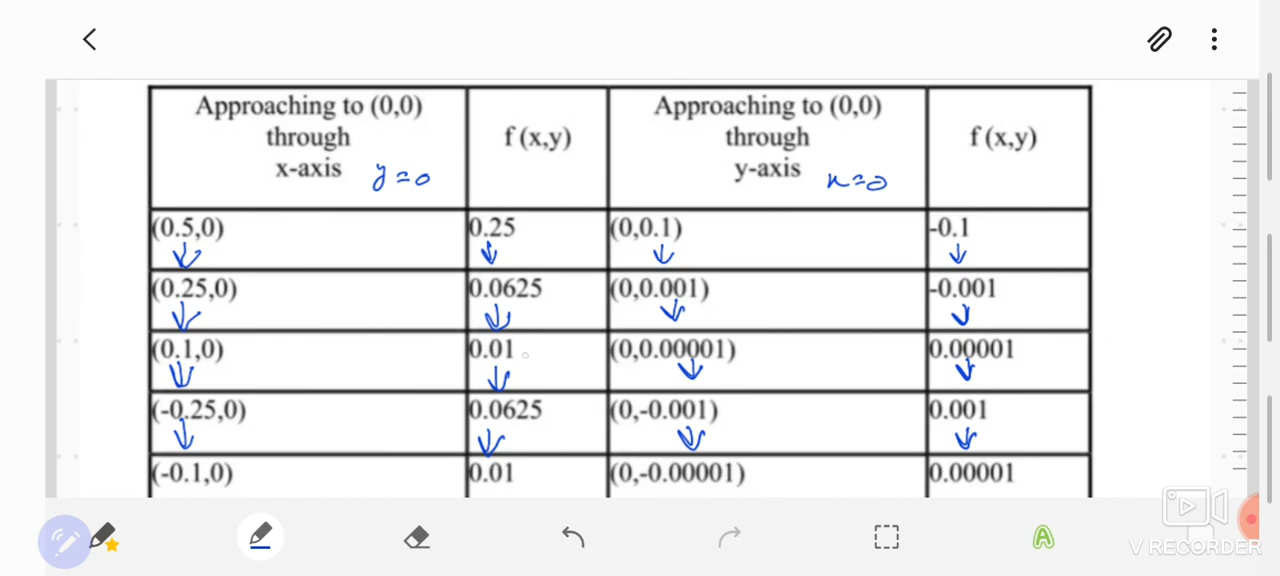 Approaching to (0,0) through x-axis y=0
f (x,y)
Approaching to (0,0) through y-axis x=0
f (x,y)
(0.5,0) 0.25 (0,0.1) -0.1
(0.25,0) 0.0625 (0,0.001) -0.001
(0.1,0) 0.01 (0,0.00001) 0.00001
(-0.25,0) 0.0625 (0,-0.001) 0.001
(-0.1,0) 0.01 (0,-0.00001) 0.00001
A
V RECORDER